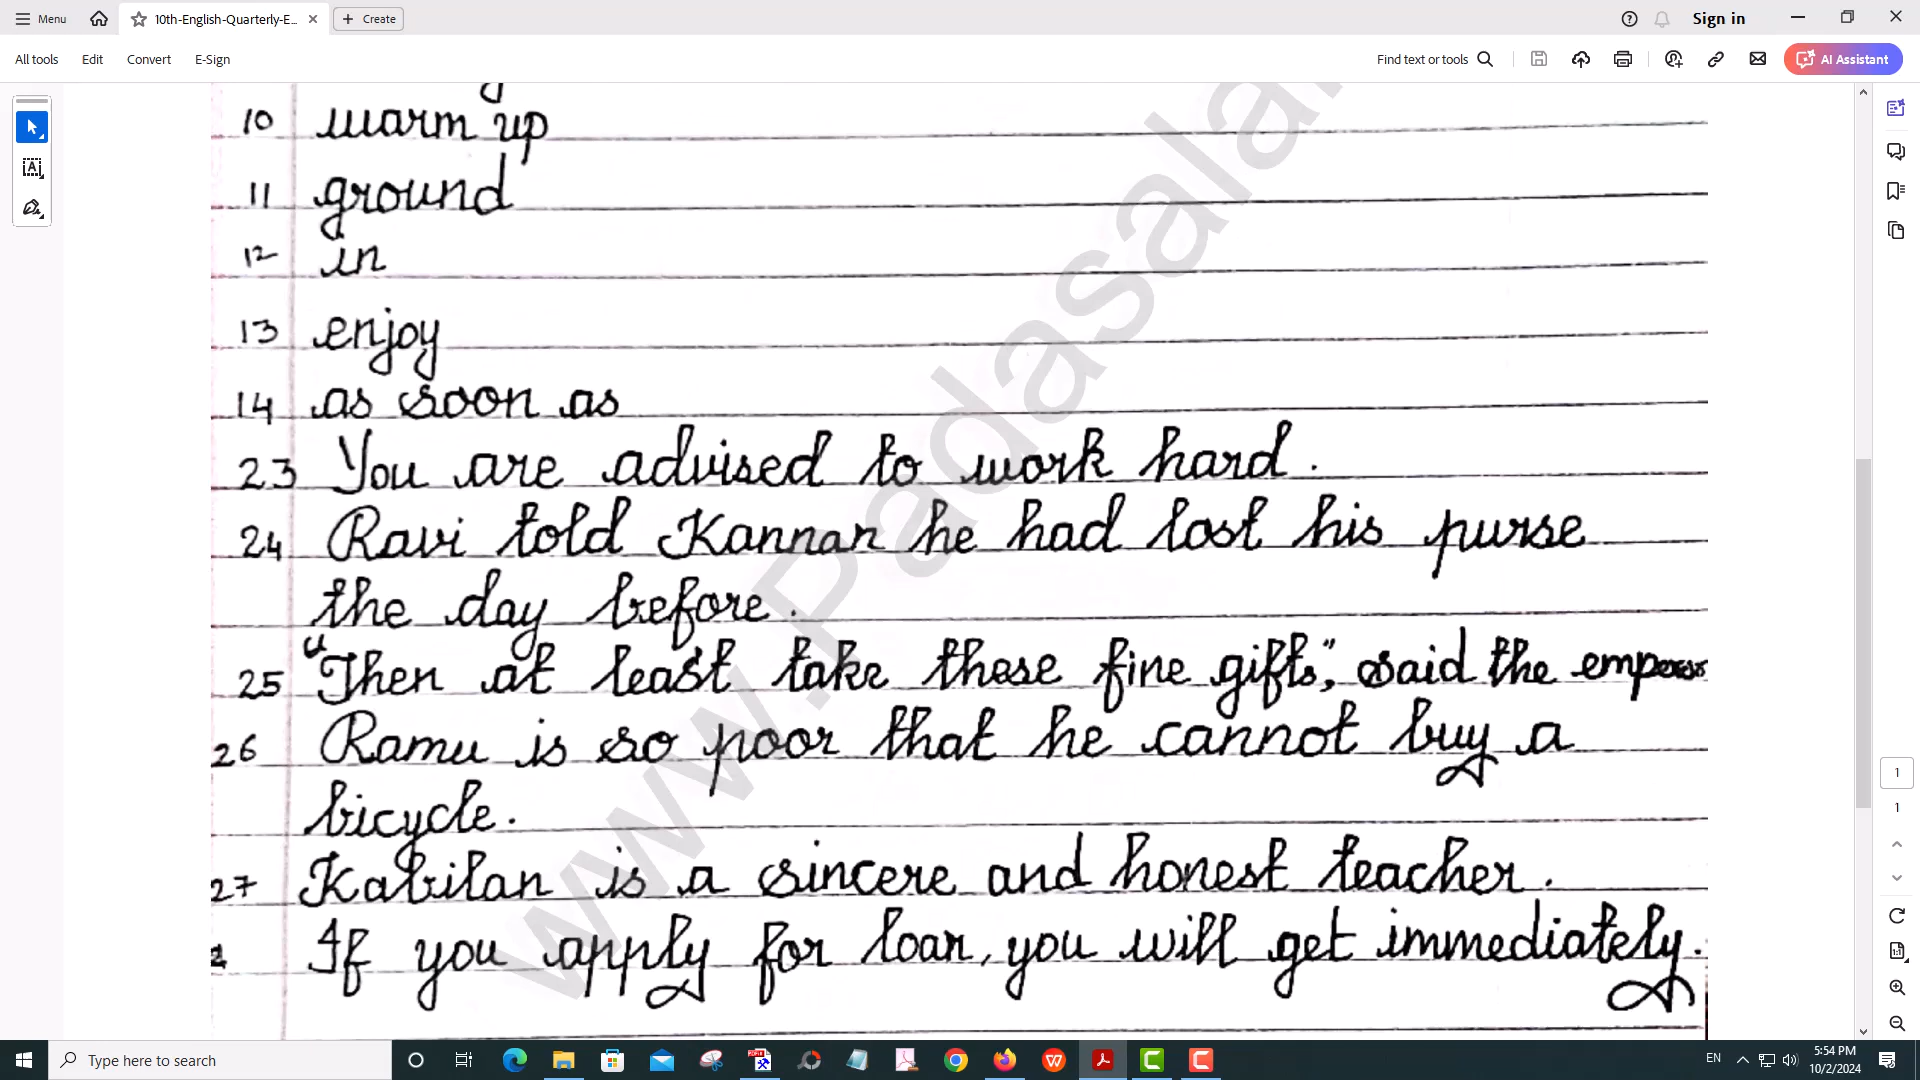 Menu
10th-English-Quarterly-E...
Create
Sign in
All tools Edit Convert E-Sign
Find text or tools
AI Assistant
10 warm up
11 ground
12 in
13 enjoy
14 as soon as
23 You are advised to work hard.
24 Ravi told Kannan he had lost his purse
the day before.
25 "Then at least take these fine gifts", said the emperor
26 Ramu is so poor that he cannot buy a
bicycle.
27 Kabilan is a sincere and honest teacher.
If you apply for loan, you will get immediately.
www.Padasalai
1
1
Type here to search
EN
5:54 PM
10/2/2024